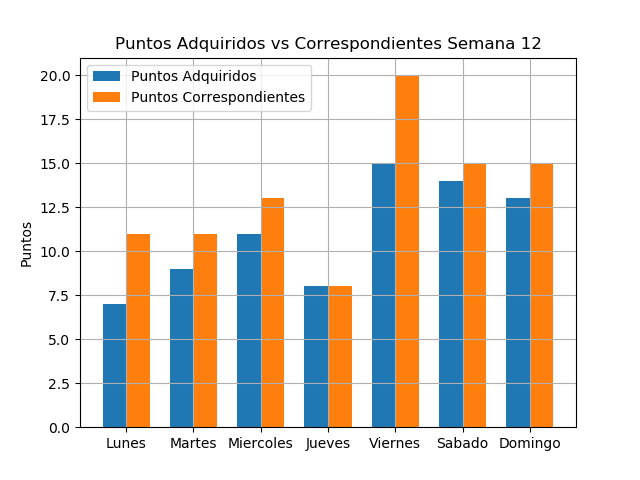 Puntos Adquiridos vs Correspondientes Semana 12
Puntos Adquiridos
Puntos Correspondientes
Puntos
20.0
17.5
15.0
12.5
10.0
7.5
5.0
2.5
0.0
Lunes Martes Miercoles Jueves Viernes Sabado Domingo